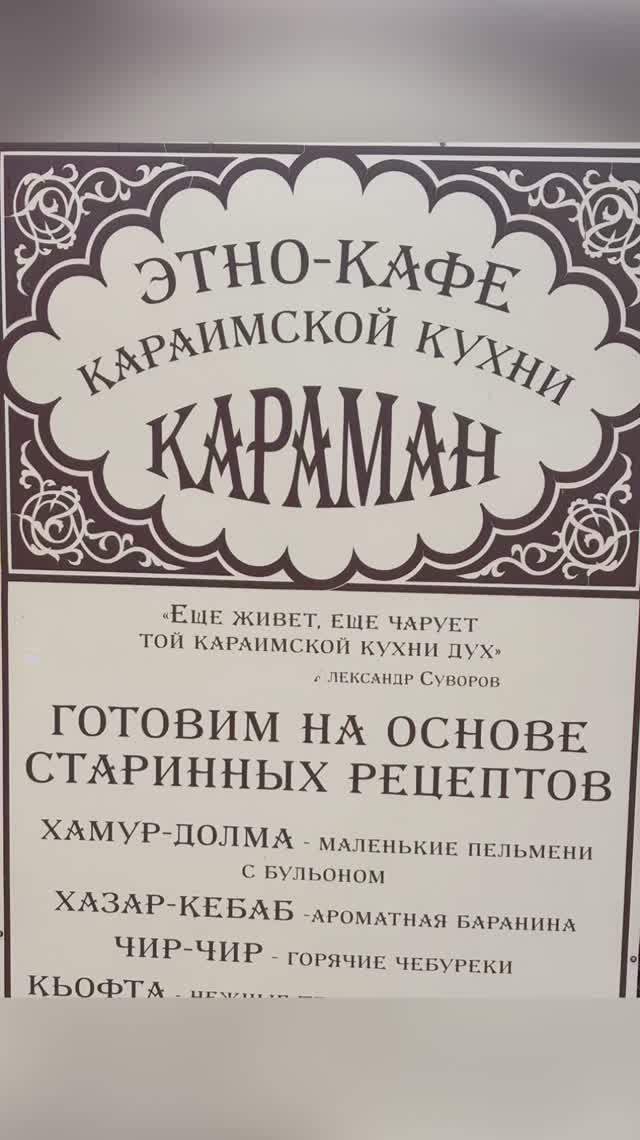 ЭТНО-КАФЕ
КАРАИМСКОЙ КУХНИ
КАРАМАН
«ЕЩЕ ЖИВЕТ, ЕЩЕ ЧАРУЕТ
ТОЙ КАРАИМСКОЙ КУХНИ ДУХ»
ЛЕКСАНДР СУВОРОВ
ГОТОВИМ НА ОСНОВЕ
СТАРИННЫХ РЕЦЕПТОВ
ХАМУР-ДОЛМА - МАЛЕНЬКИЕ ПЕЛЬМЕНИ
С БУЛЬОНОМ
ХАЗАР-КЕБАБ -АРОМАТНАЯ БАРАНИНА
ЧИР-ЧИР - ГОРЯЧИЕ ЧЕБУРЕКИ
КЬОФТА - НЕЖНЫЕ